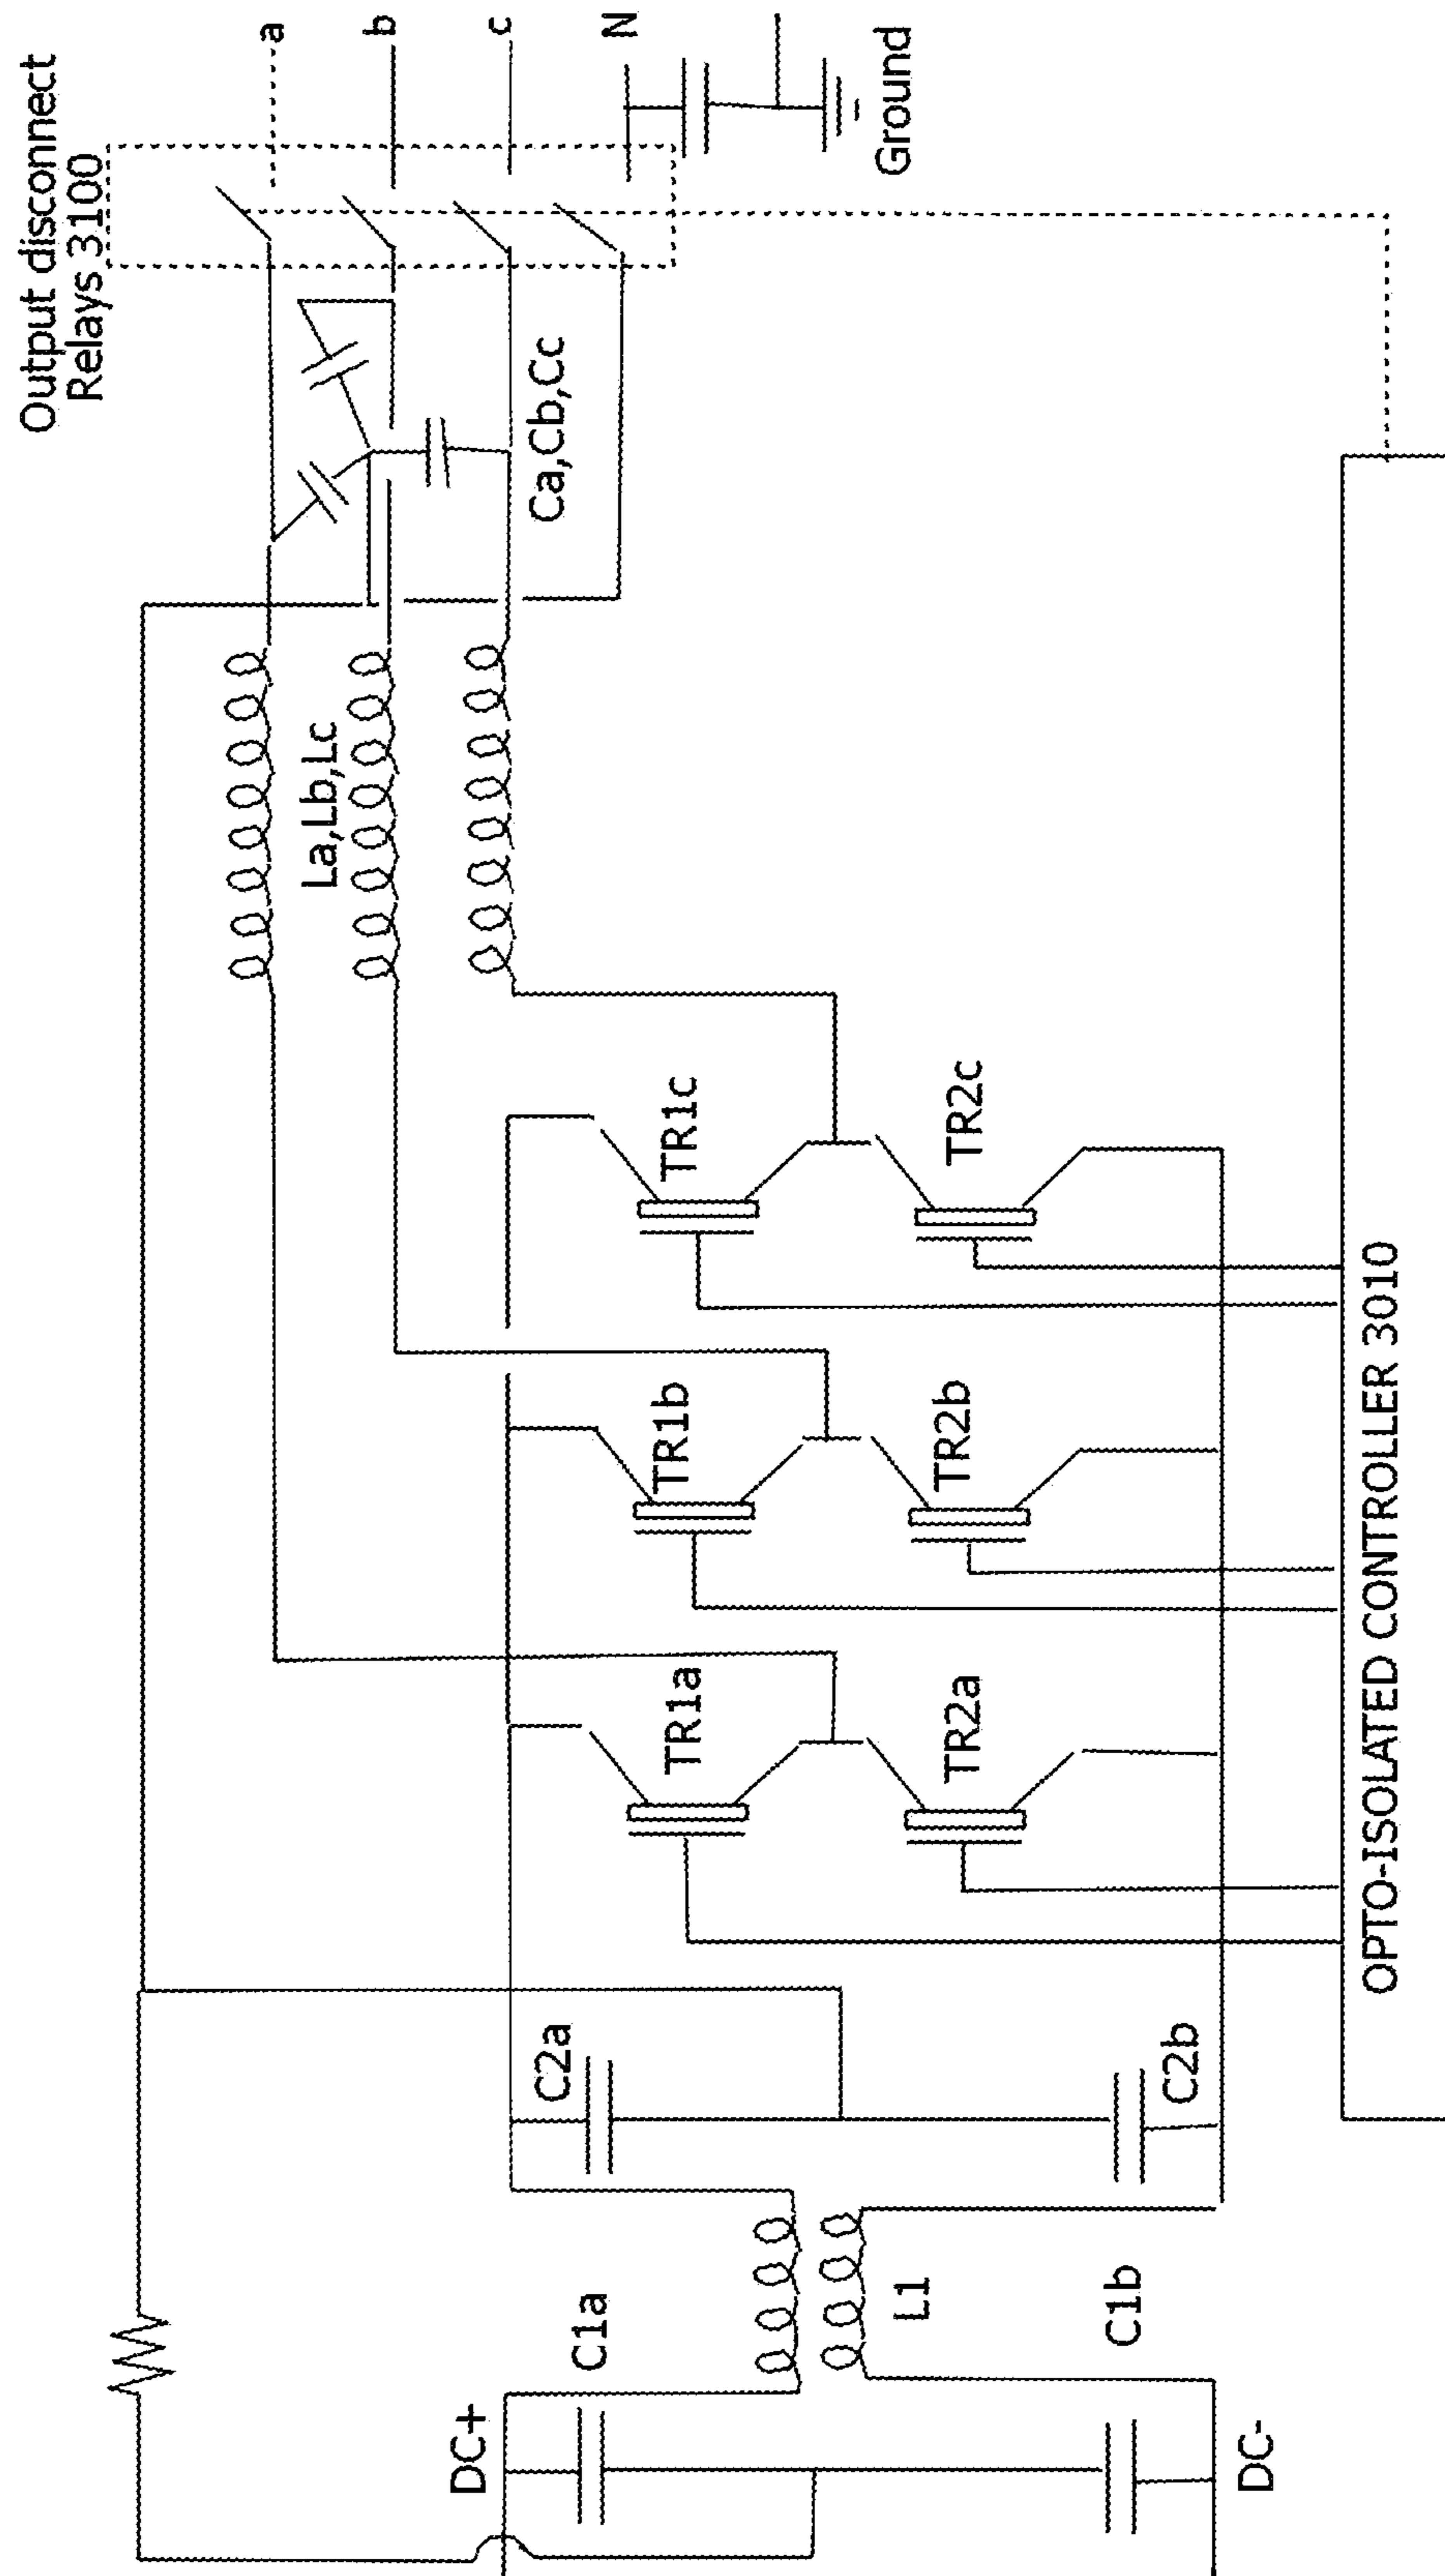 Output disconnect
Relays 3100
a
b
c
N
Ground
La,Lb,Lc
Ca,Cb,Cc
TR1a
TR1b
TR1c
TR2a
TR2b
TR2c
DC+
C1a
C2a
L1
C1b
C2b
DC-
OPTO-ISOLATED CONTROLLER 3010